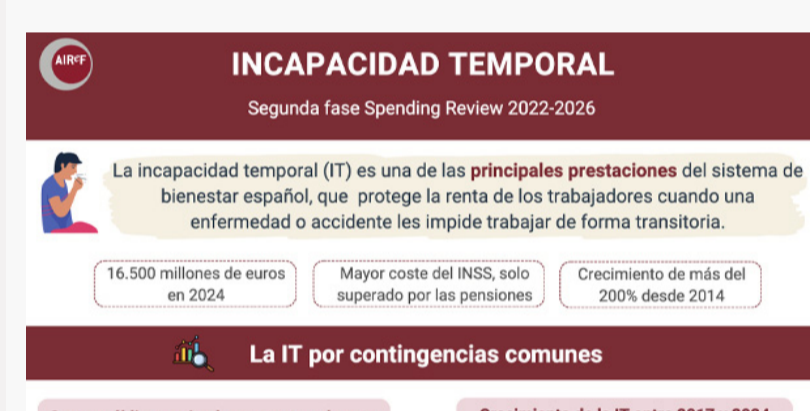 AIReF
INCAPACIDAD TEMPORAL
Segunda fase Spending Review 2022-2026
La incapacidad temporal (IT) es una de las principales prestaciones del sistema de
bienestar español, que protege la renta de los trabajadores cuando una
enfermedad o accidente les impide trabajar de forma transitoria.
16.500 millones de euros
en 2024
Mayor coste del INSS, solo
superado por las pensiones
Crecimiento de más del
200% desde 2014
La IT por contingencias comunes